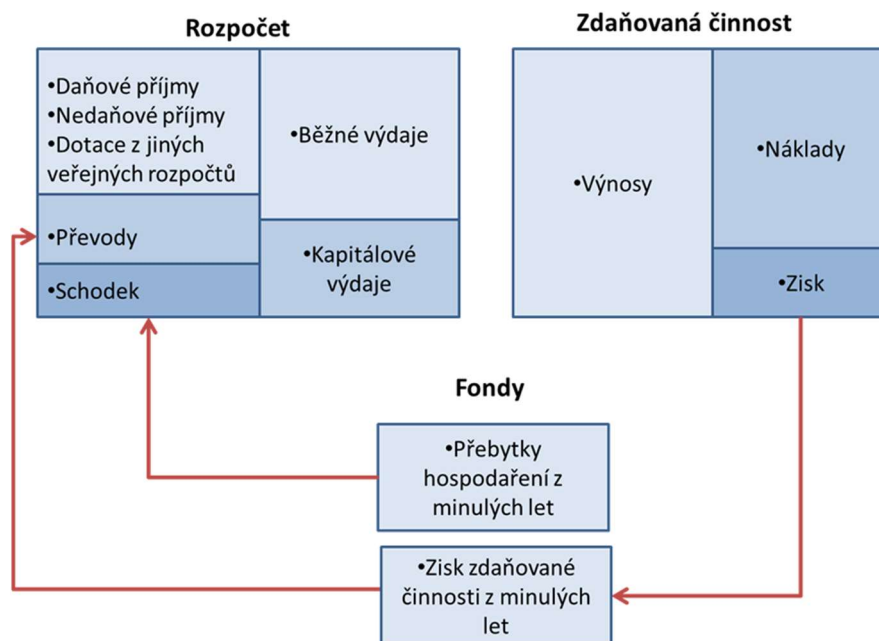 Rozpočet
•Daňové příjmy
•Nedaňové příjmy
•Dotace z jiných
veřejných rozpočtů
•Převody
•Schodek
•Běžné výdaje
•Kapitálové
výdaje
Zdaňovaná činnost
•Výnosy
•Náklady
•Zisk
Fondy
•Přebytky
hospodaření z
minulých let
•Zisk zdaňované
činnosti z minulých
let